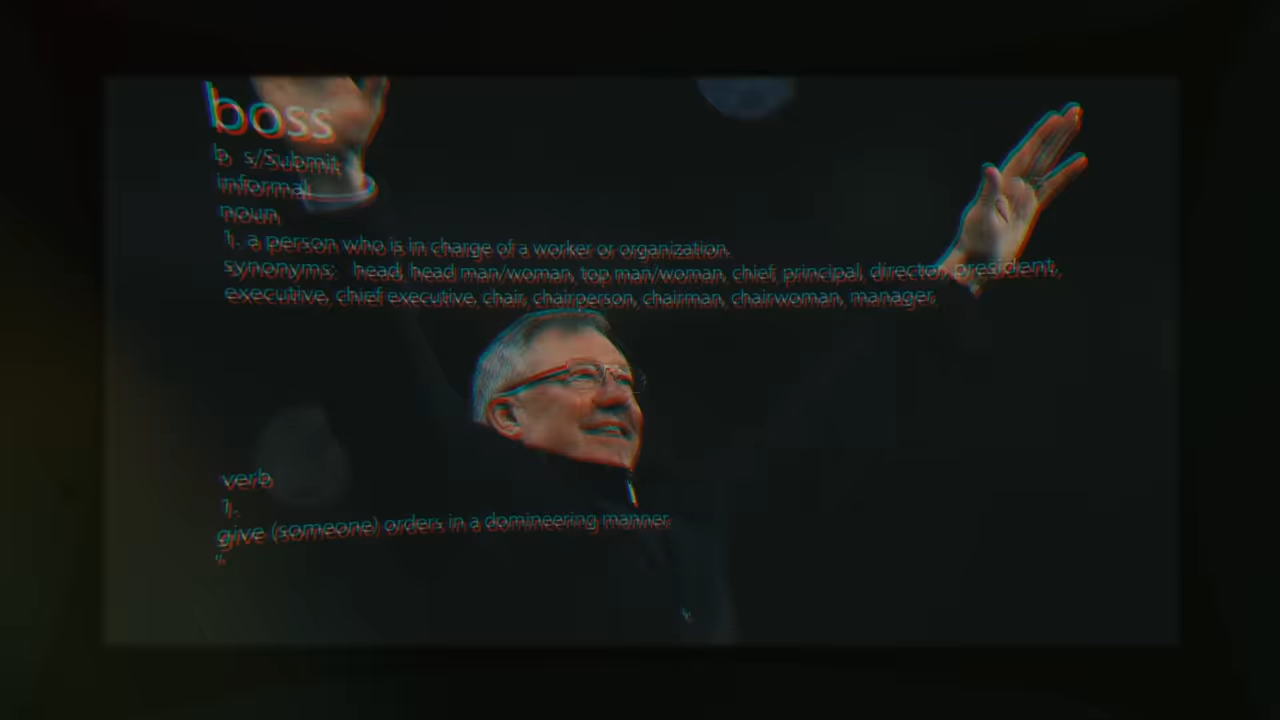 boss
b s/Submit
informal
noun
1. a person who is in charge of a worker or organization.
synonyms: head, head man/woman, top man/woman, chief, principal, director, president,
executive, chief executive, chair, chairperson, chairman, chairwoman, manager,
verb
1.
give (someone) orders in a domineering manner.